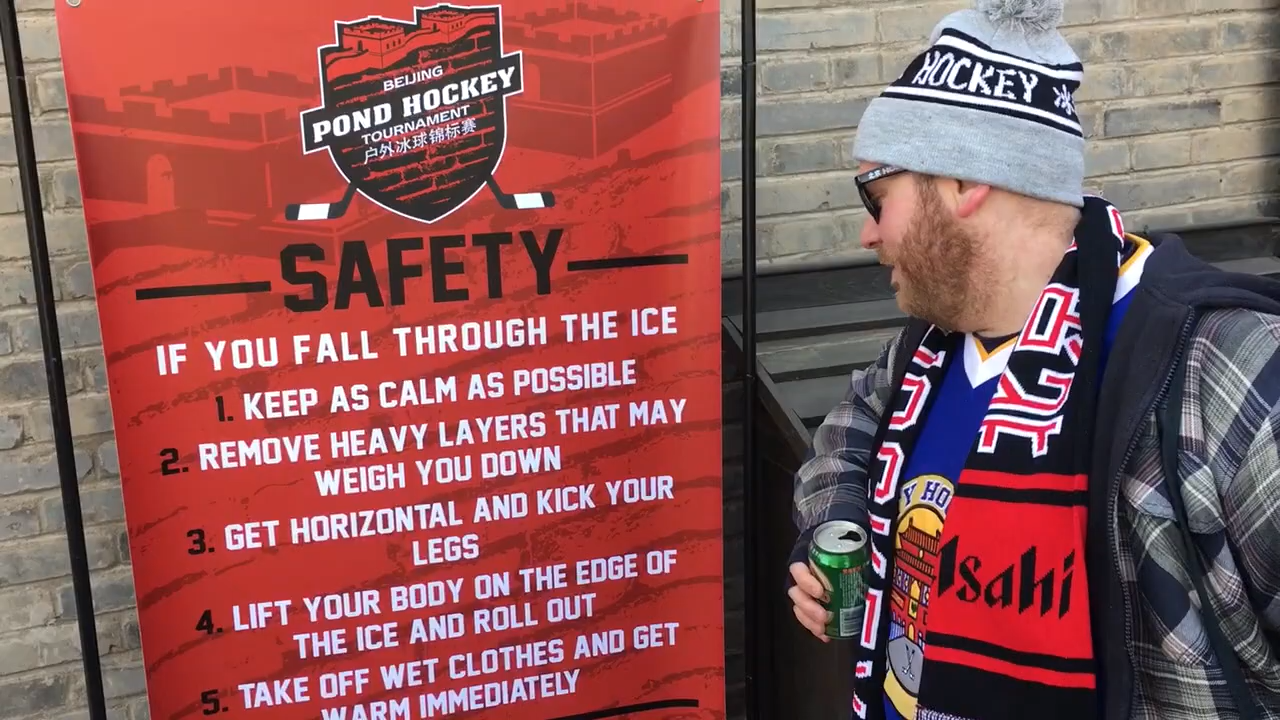 BEIJING
POND HOCKEY
TOURNAMENT
户外冰球锦标赛
SAFETY
IF YOU FALL THROUGH THE ICE
1. KEEP AS CALM AS POSSIBLE
2. REMOVE HEAVY LAYERS THAT MAY
WEIGH YOU DOWN
3. GET HORIZONTAL AND KICK YOUR
LEGS
4. LIFT YOUR BODY ON THE EDGE OF
THE ICE AND ROLL OUT
5. TAKE OFF WET CLOTHES AND GET
WARM IMMEDIATELY
HOCKEY
Asahi